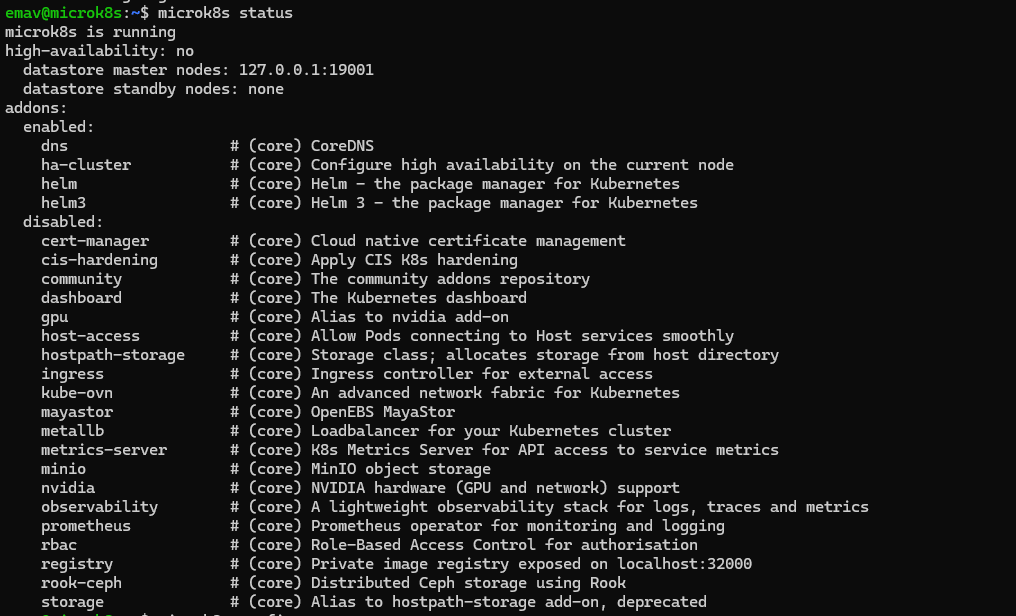 emav@microk8s:~$ microk8s status
microk8s is running
high-availability: no
  datastore master nodes: 127.0.0.1:19001
  datastore standby nodes: none
addons:
  enabled:
    dns                  # (core) CoreDNS
    ha-cluster           # (core) Configure high availability on the current node
    helm                 # (core) Helm - the package manager for Kubernetes
    helm3                # (core) Helm 3 - the package manager for Kubernetes
  disabled:
    cert-manager         # (core) Cloud native certificate management
    cis-hardening        # (core) Apply CIS K8s hardening
    community            # (core) The community addons repository
    dashboard            # (core) The Kubernetes dashboard
    gpu                  # (core) Alias to nvidia add-on
    host-access          # (core) Allow Pods connecting to Host services smoothly
    hostpath-storage     # (core) Storage class; allocates storage from host directory
    ingress              # (core) Ingress controller for external access
    kube-ovn             # (core) An advanced network fabric for Kubernetes
    mayastor             # (core) OpenEBS MayaStor
    metallb              # (core) Loadbalancer for your Kubernetes cluster
    metrics-server       # (core) K8s Metrics Server for API access to service metrics
    minio                # (core) MinIO object storage
    nvidia               # (core) NVIDIA hardware (GPU and network) support
    observability        # (core) A lightweight observability stack for logs, traces and metrics
    prometheus           # (core) Prometheus operator for monitoring and logging
    rbac                 # (core) Role-Based Access Control for authorisation
    registry             # (core) Private image registry exposed on localhost:32000
    rook-ceph            # (core) Distributed Ceph storage using Rook
    storage              # (core) Alias to hostpath-storage add-on, deprecated